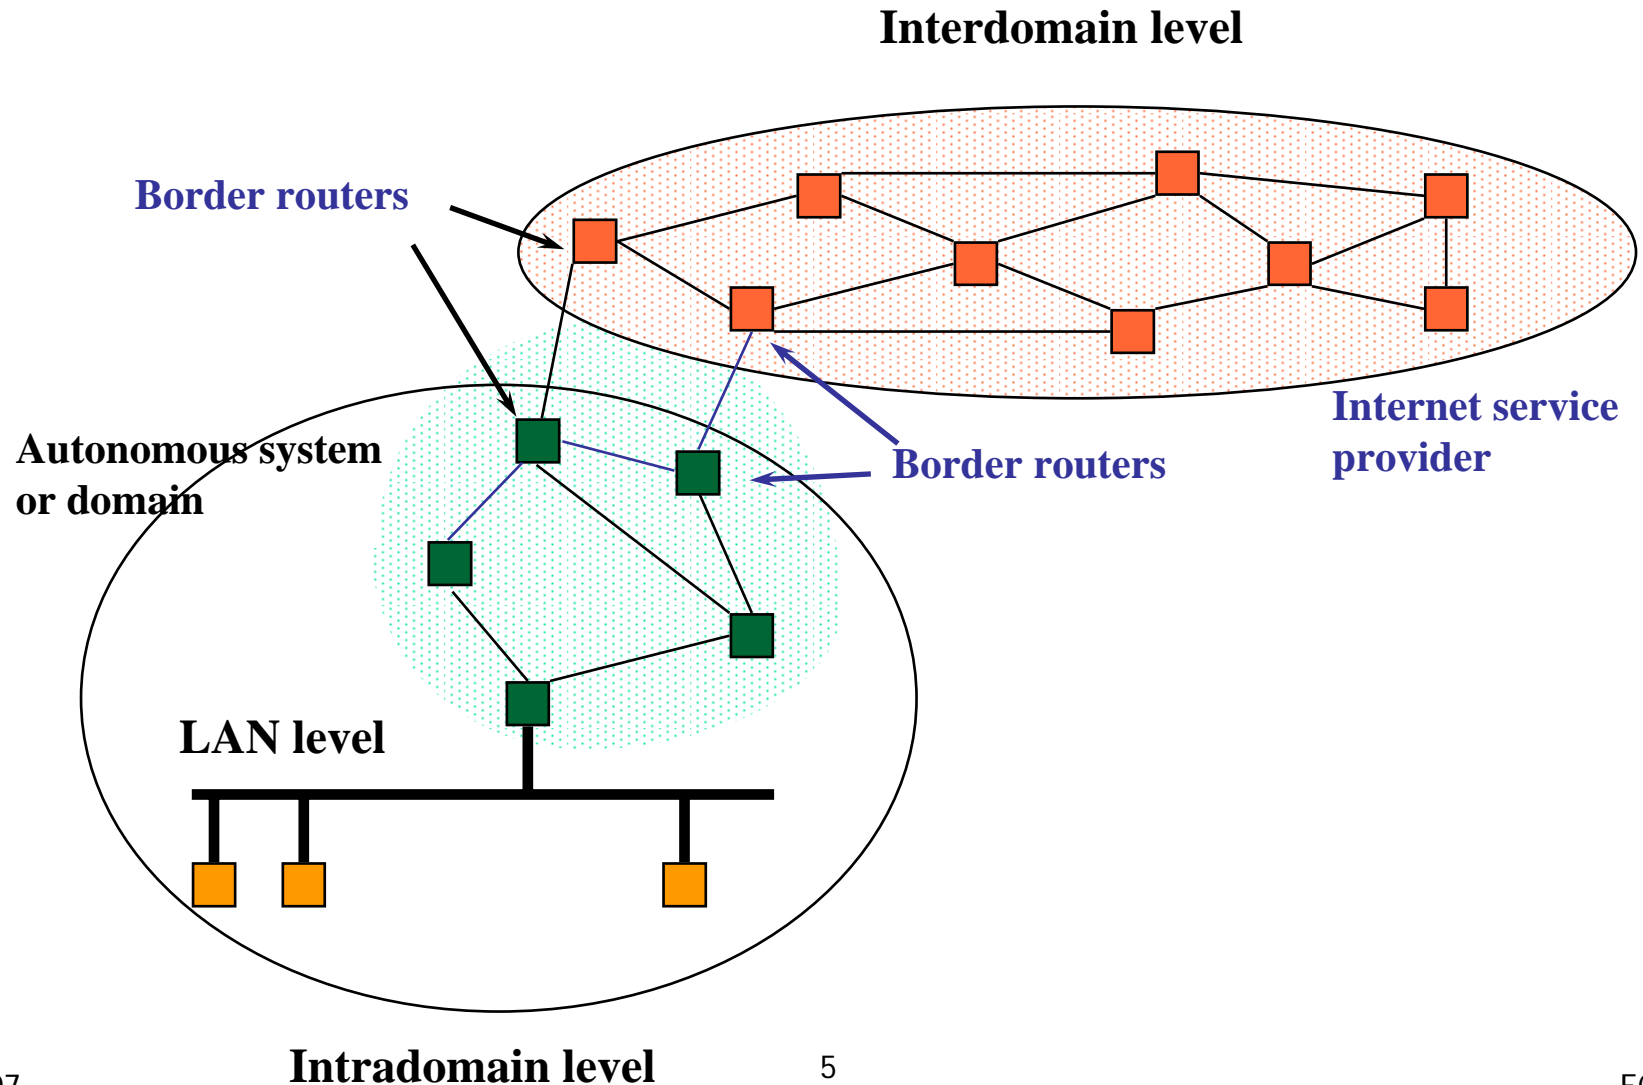 Interdomain level
Border routers
Internet service
provider
Autonomous system
or domain
Border routers
LAN level
Intradomain level
5